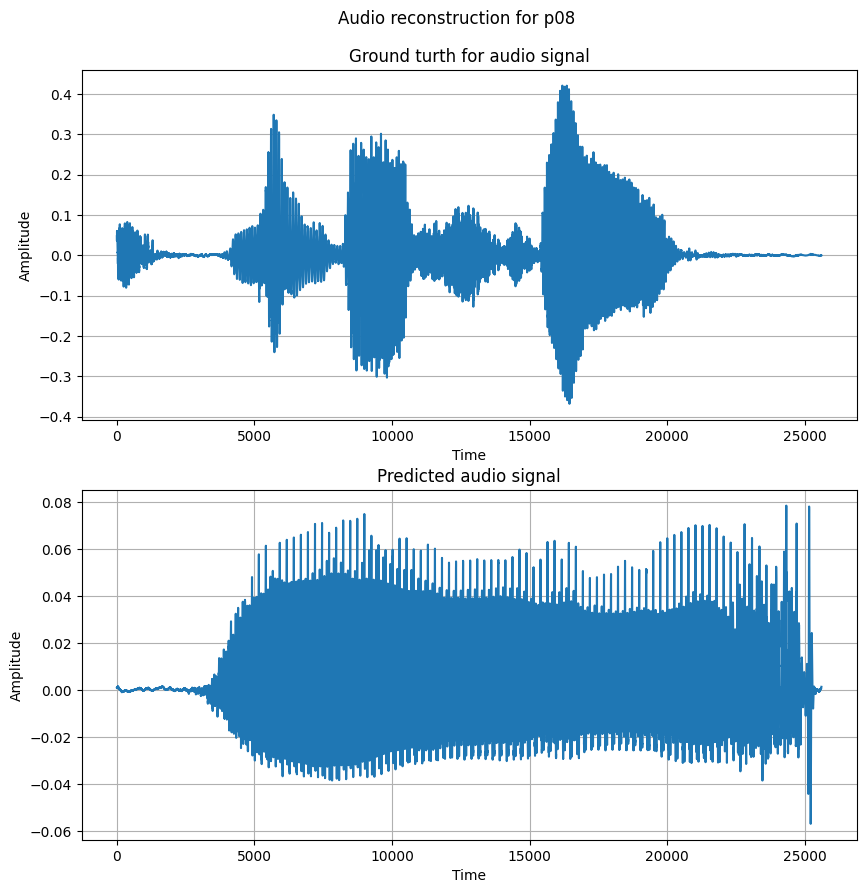 Audio reconstruction for p08
Ground turth for audio signal
0.4
0.3
0.2
0.1
0.0
−0.1
−0.2
−0.3
−0.4
Amplitude
0 5000 10000 15000 20000 25000
Time
Predicted audio signal
0.08
0.06
0.04
0.02
0.00
−0.02
−0.04
−0.06
Amplitude
0 5000 10000 15000 20000 25000
Time